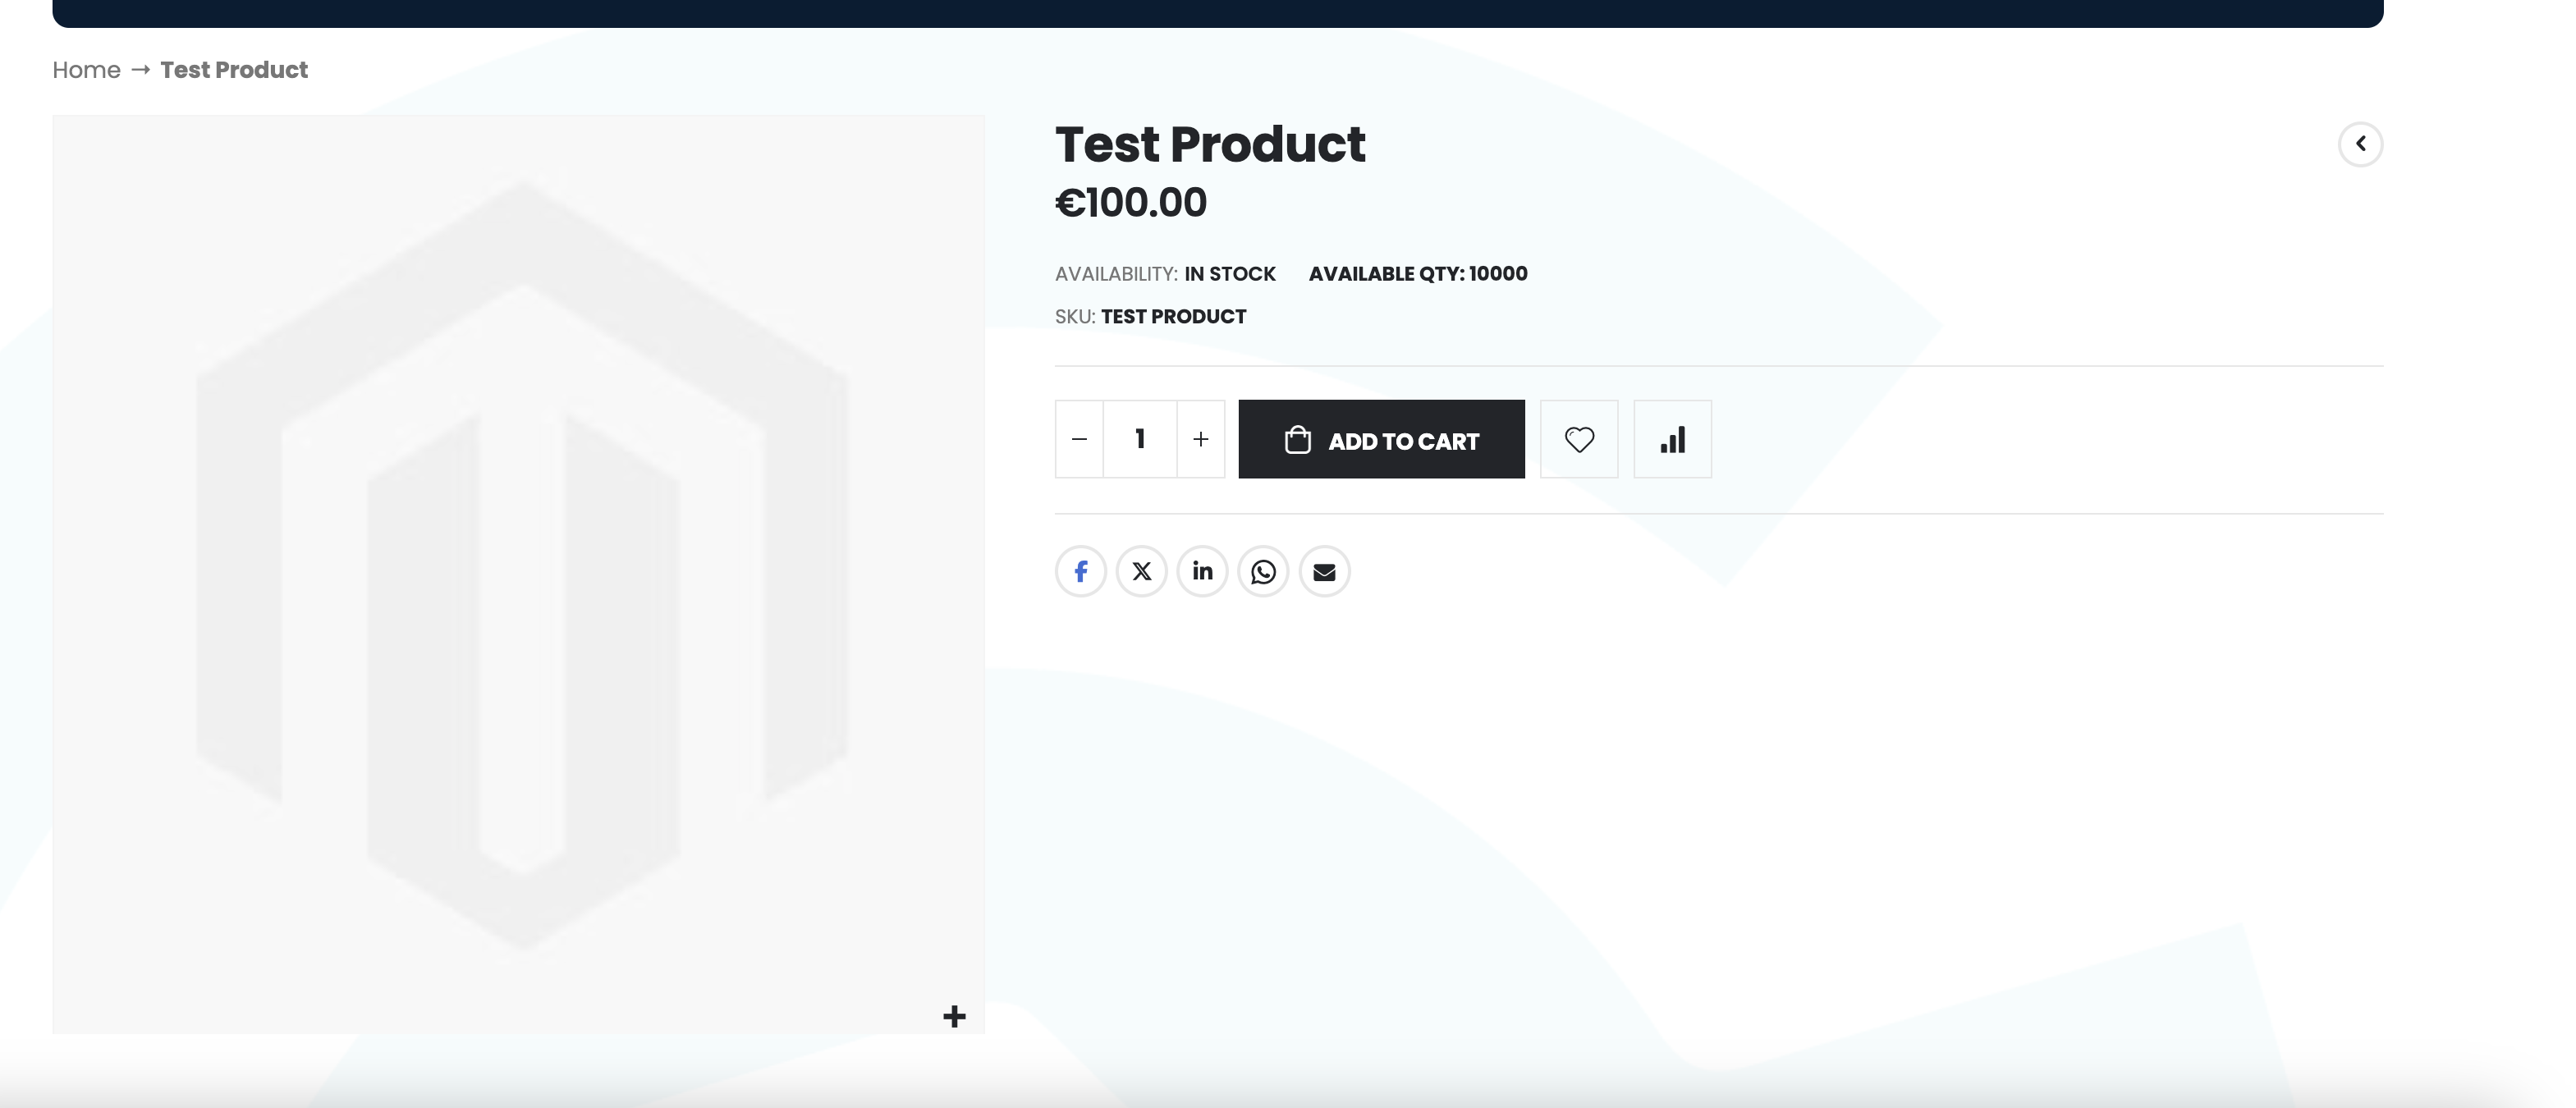 Home → Test Product
Test Product
€100.00
AVAILABILITY: IN STOCK AVAILABLE QTY: 10000
SKU: TEST PRODUCT
1 ADD TO CART